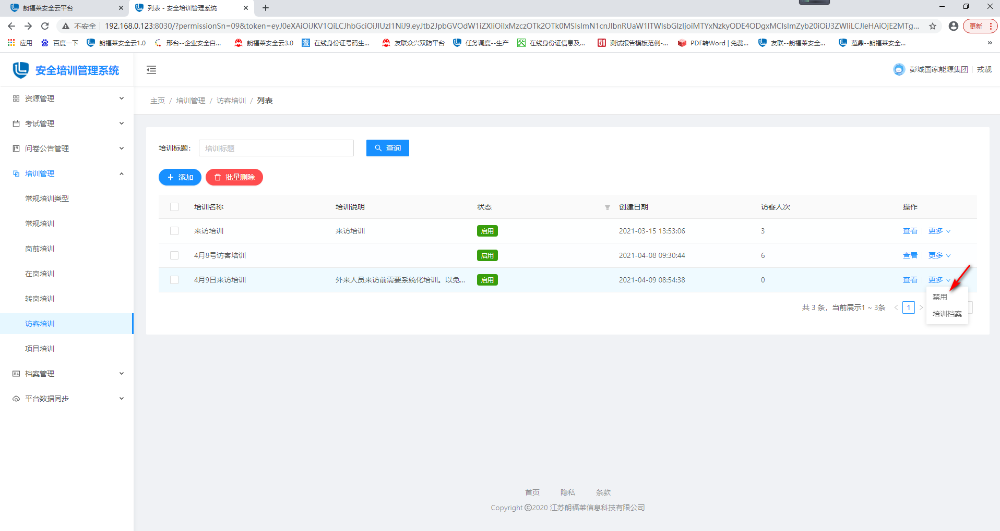 朗福莱安全云平台
列表 - 安全培训管理系统
不安全
192.168.0.123:8030/?permissionSn=09&token=eyJ0eXAiOiJKV1QiLCJhbGciOiJIUzI1NiJ9.eyJtb2JpbGVOdW1iZXIiOiIxMzczOTk2OTk0MSIsImN1cnJlbnRUaW1lTWlsbGlzIjoiMTYxNzkyODE4ODgxMCIsImZyb20iOiJ3ZWIiLCJleHAiOjE2MTg...
更新
应用
百度一下
朗福莱安全云1.0
邢台--企业安全自...
朗福莱安全云3.0
在线身份证号码生...
友联众兴双防平台
任务调度--生产
在线身份证信息及...
测试报告模板范例-...
PDF转Word | 免费...
友联--朗福莱安全...
蕴鼎--朗福莱安全...
»
安全培训管理系统
彭城国家能源集团
戎靓
资源管理
考试管理
问卷公告管理
培训管理
常规培训类型
常规培训
岗前培训
在岗培训
转岗培训
访客培训
项目培训
档案管理
平台数据同步
主页 / 培训管理 / 访客培训 / 列表
培训标题：
培训标题
查询
添加
批量删除
培训名称 培训说明 状态 创建日期 访客人次 操作
来访培训 来访培训 启用 2021-03-15 13:53:06 3 查看 更多
4月8号访客培训 启用 2021-04-08 09:30:44 6 查看 更多
4月9日来访培训 外来人员来访前需要系统化培训。以免... 启用 2021-04-09 08:54:38 0 查看 更多
禁用
培训档案
共 3 条，当前展示1 ~ 3条 < 1 >
首页 隐私 条款
Copyright ©2020 江苏朗福莱信息科技有限公司